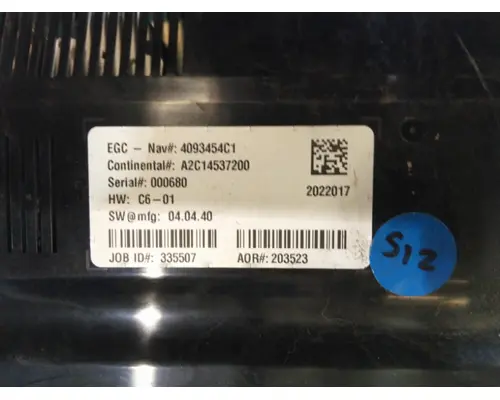 EGC - Nav#: 4093454C1
Continental#: A2C14537200
Serial#: 000680
2022017
HW: C6-01
SW@mfg: 04.04.40
JOB ID#: 335507
AOR#: 203523
S12